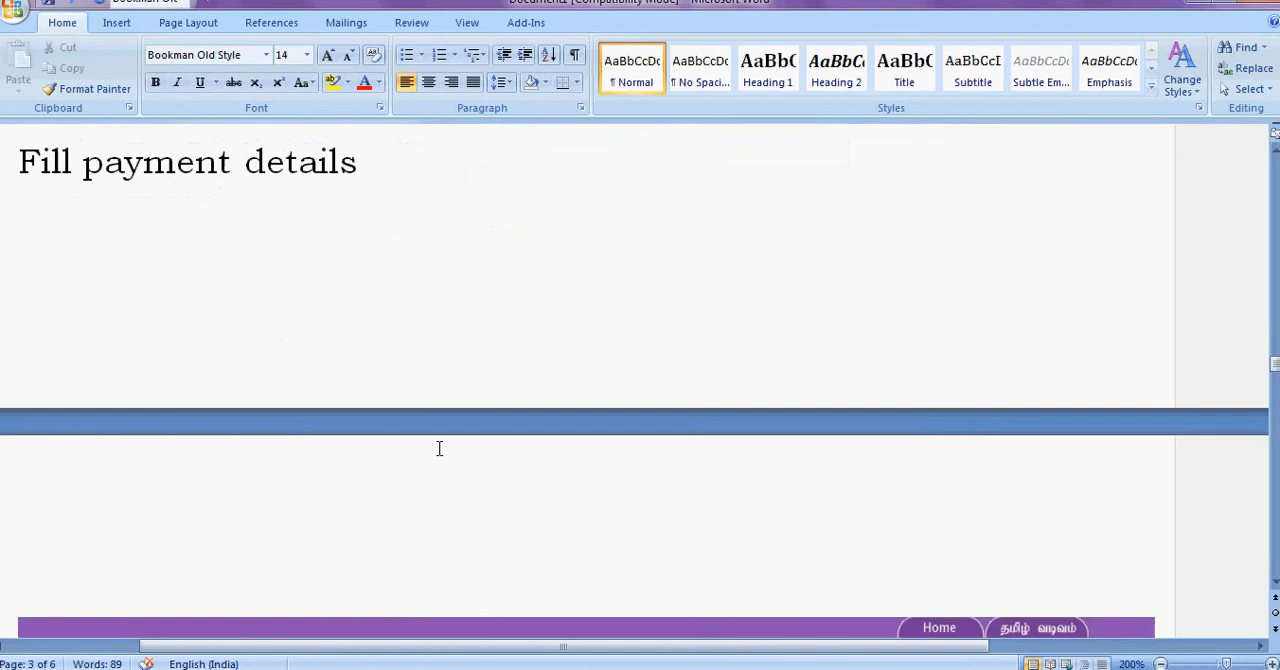 Home Insert Page Layout References Mailings Review View Add-Ins
Cut
Copy
Format Painter
Paste
Clipboard
Bookman Old Style 14
Font
Paragraph
AaBbCcDc AaBbCcDc AaBbC AaBbC AaBbC AaBbCcI AaBbCcDc AaBbCcDc
¶ Normal ¶ No Spaci... Heading 1 Heading 2 Title Subtitle Subtle Em... Emphasis
Change
Styles
Styles
Find
Replace
Select
Editing
Fill payment details
Home தமிழ் வடிவம்
Page: 3 of 6 Words: 89 English (India) 200%